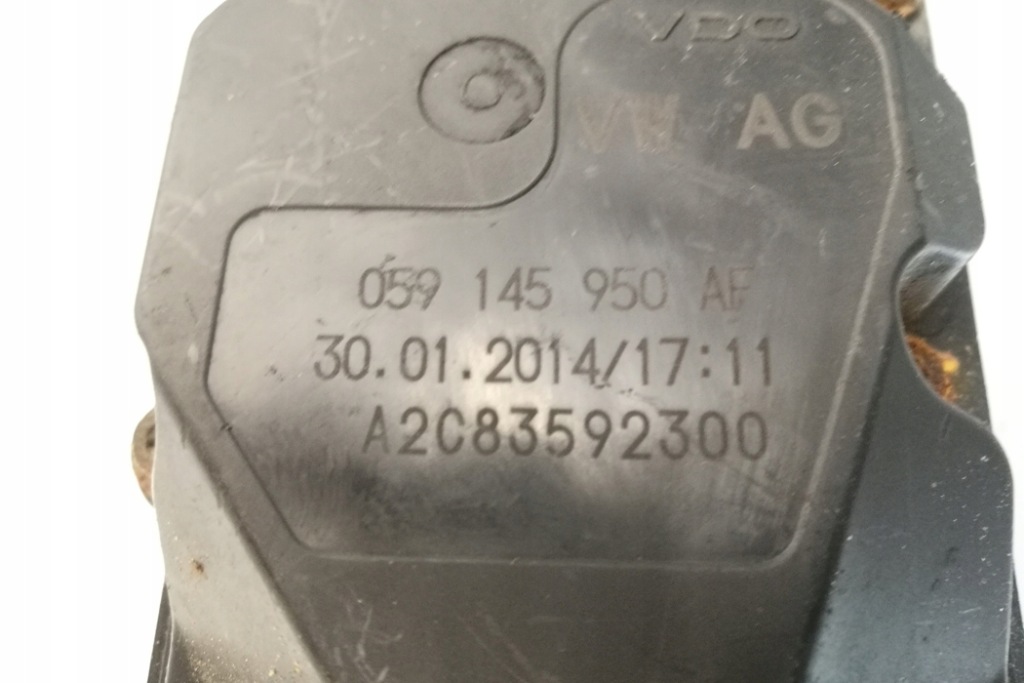 VDO
VW AG
059 145 950 AF
30.01.2014/17:11
A2C83592300